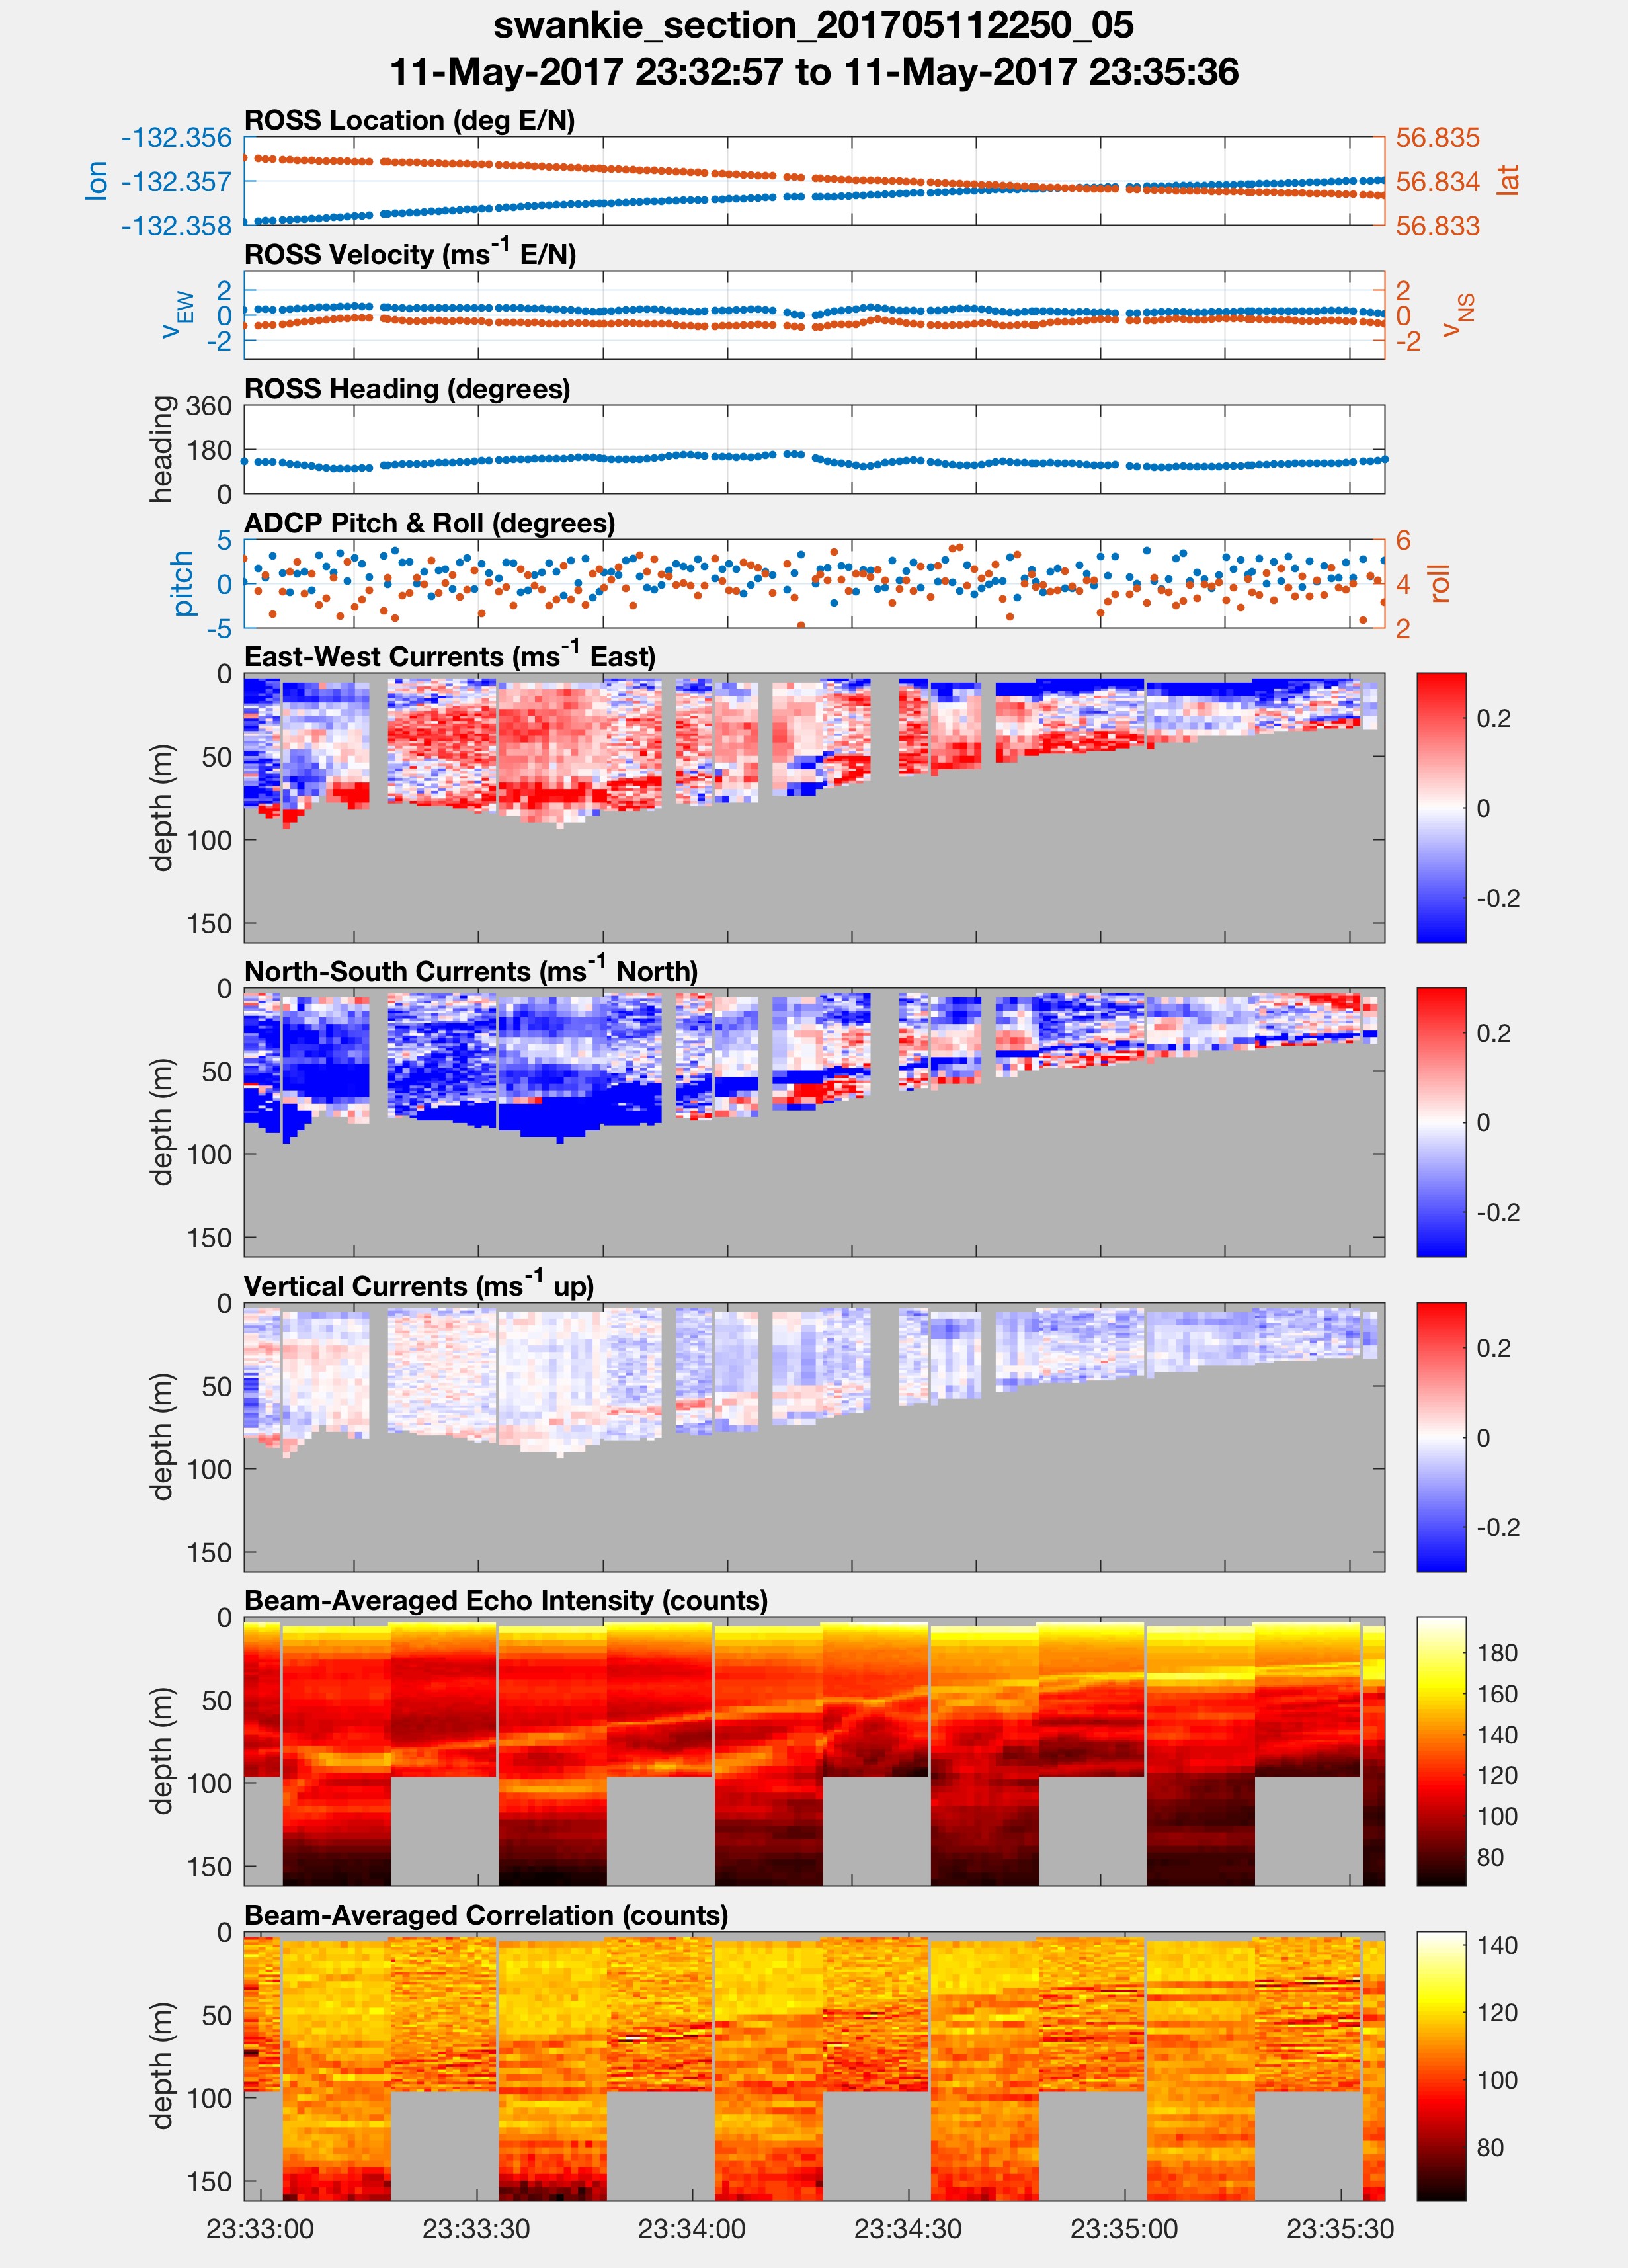 swankie_section_201705112250_05
11-May-2017 23:32:57 to 11-May-2017 23:35:36
ROSS Location (deg E/N)
-132.356
-132.357
-132.358
lon
56.835
56.834
56.833
lat
ROSS Velocity (ms⁻¹ E/N)
2
0
-2
vEW
2
0
-2
vNS
ROSS Heading (degrees)
360
180
0
heading
ADCP Pitch & Roll (degrees)
5
0
-5
pitch
6
4
2
roll
East-West Currents (ms⁻¹ East)
0
50
100
150
depth (m)
0.2
0
-0.2
North-South Currents (ms⁻¹ North)
0
50
100
150
depth (m)
0.2
0
-0.2
Vertical Currents (ms⁻¹ up)
0
50
100
150
depth (m)
0.2
0
-0.2
Beam-Averaged Echo Intensity (counts)
0
50
100
150
depth (m)
180
160
140
120
100
80
Beam-Averaged Correlation (counts)
0
50
100
150
depth (m)
140
120
100
80
23:33:00 23:33:30 23:34:00 23:34:30 23:35:00 23:35:30